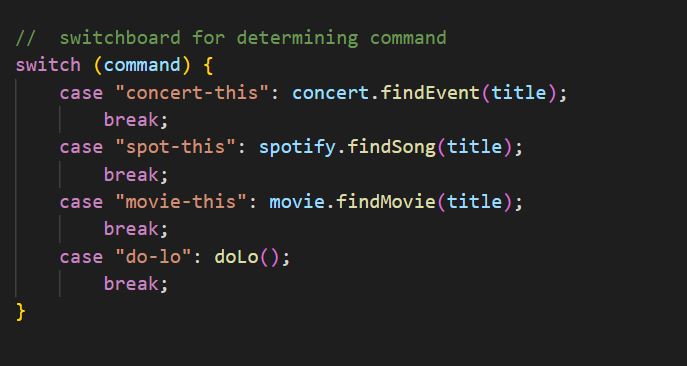 //  switchboard for determining command
switch (command) {
    case "concert-this": concert.findEvent(title);
        break;
    case "spot-this": spotify.findSong(title);
        break;
    case "movie-this": movie.findMovie(title);
        break;
    case "do-lo": doLo();
        break;
}